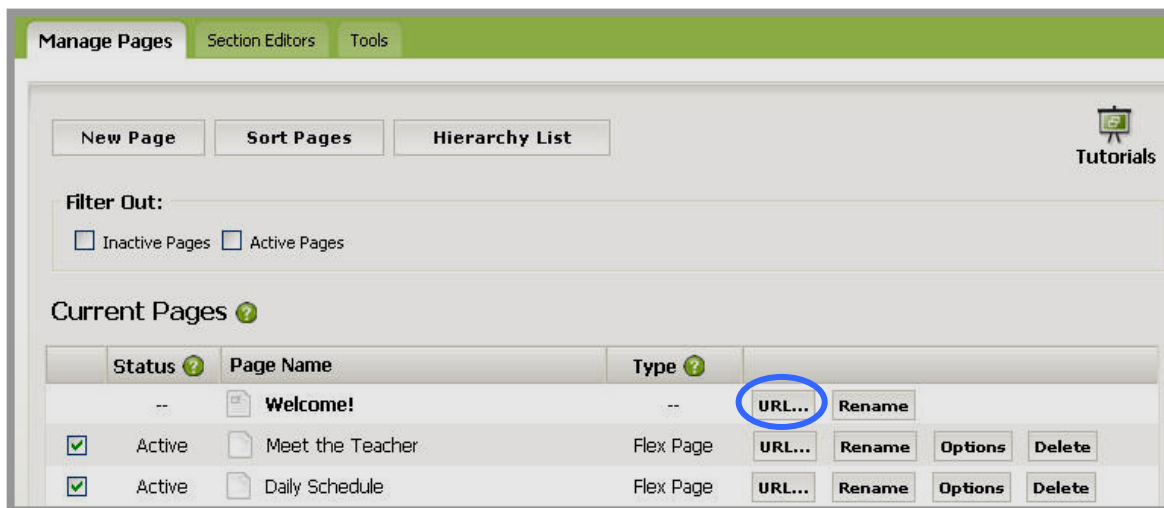 Manage Pages Section Editors Tools
New Page Sort Pages Hierarchy List
Tutorials
Filter Out:
Inactive Pages Active Pages
Current Pages ?
Status ? Page Name Type ?
-- Welcome! -- URL... Rename
Active Meet the Teacher Flex Page URL... Rename Options Delete
Active Daily Schedule Flex Page URL... Rename Options Delete